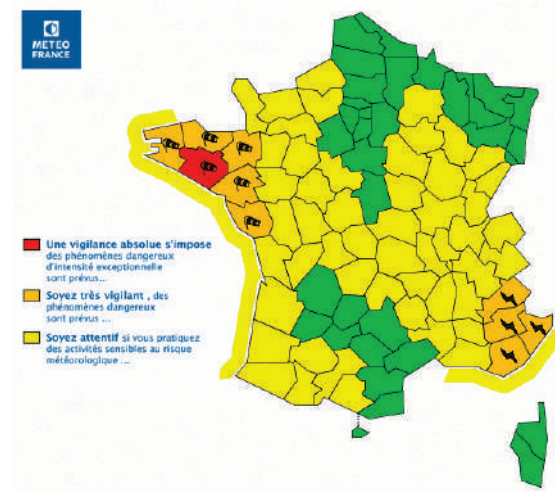 METEO
FRANCE
Une vigilance absolue s'impose
des phénomènes dangereux
d'intensité exceptionnelle
sont prévus...
Soyez très vigilant , des
phénomènes dangereux
sont prévus ...
Soyez attentif si vous pratiquez
des activités sensibles au risque
météorologique ...